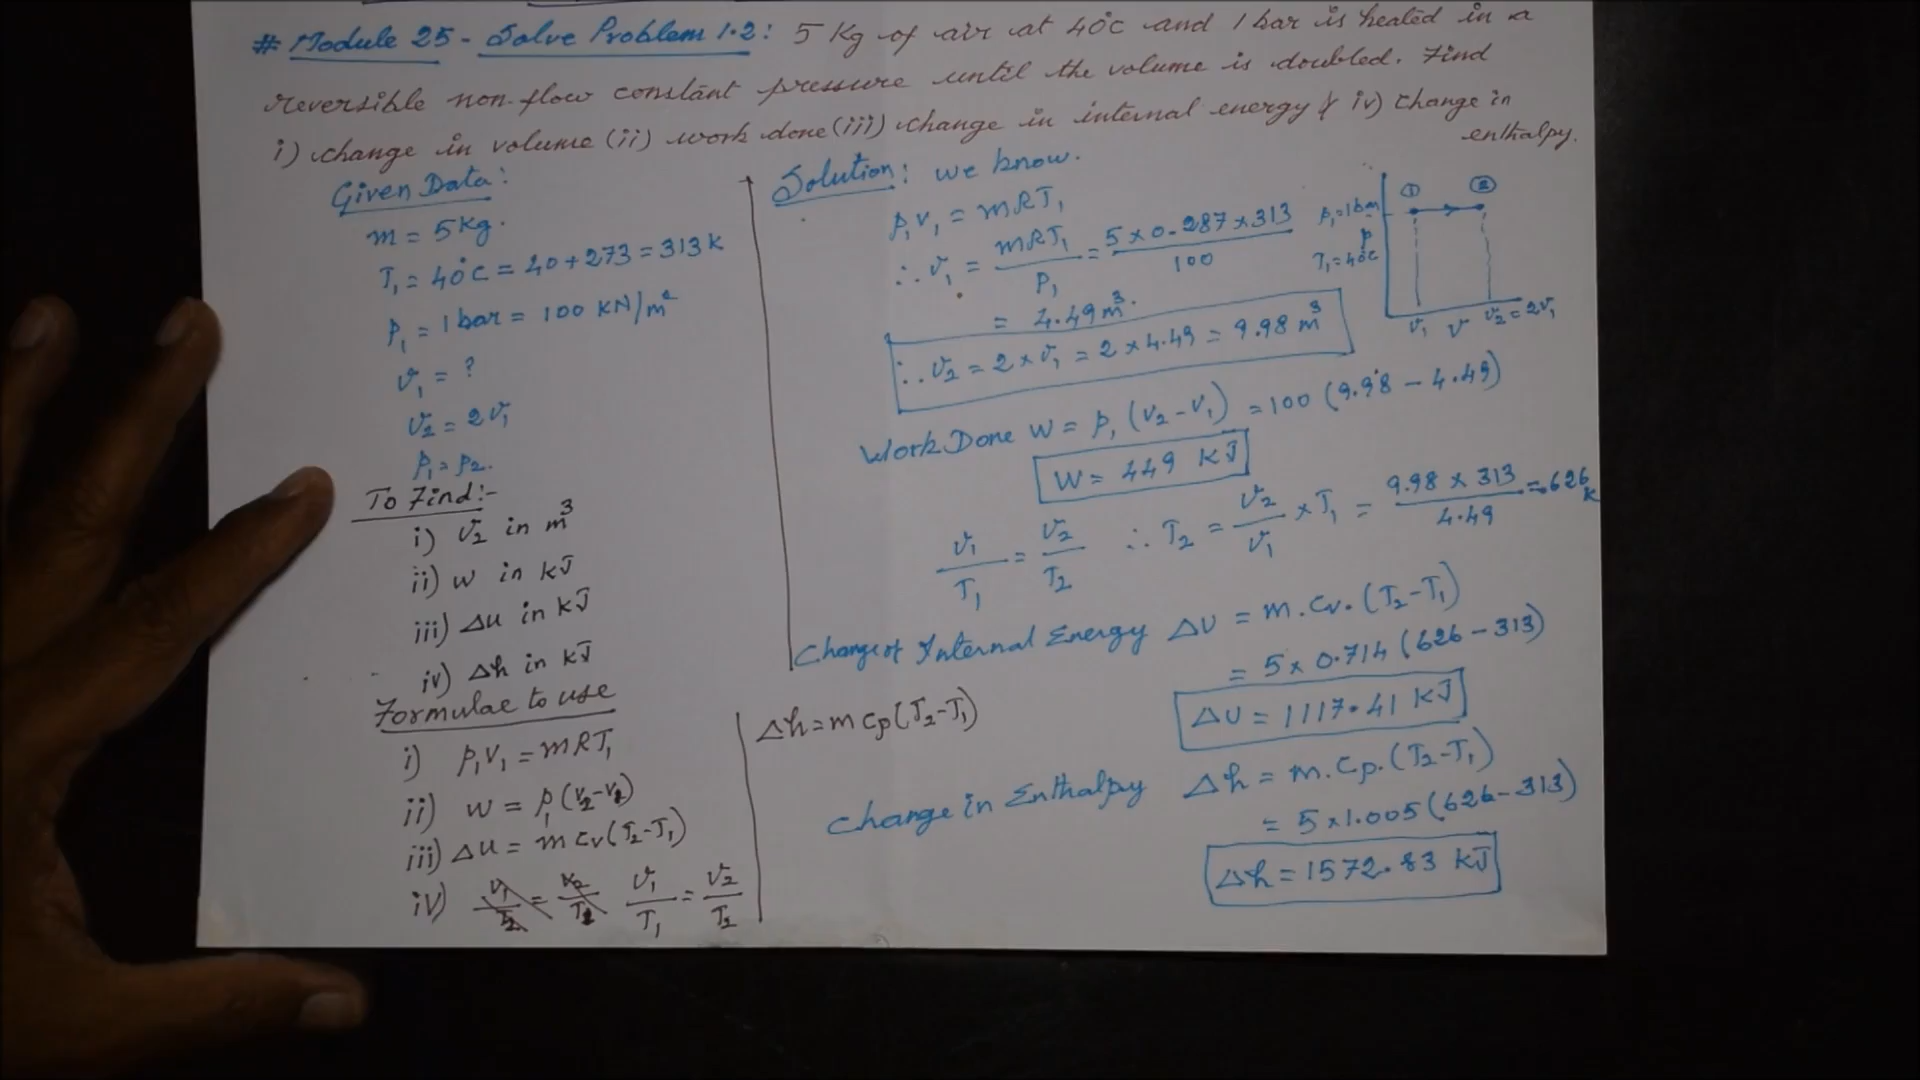 # Module 25 - Solve Problem 1.2: 5 Kg of air at 40°C and 1 bar is heated in a
reversible non-flow constant pressure until the volume is doubled. Find
i) change in volume (ii) work done (iii) change in internal energy & iv) change in
enthalpy.
Given Data:
m = 5 Kg.
T₁ = 40°C = 40 + 273 = 313 K
P₁ = 1 bar = 100 KN/m²
V₁ = ?
V₂ = 2V₁
P₁ = P₂.
To Find:-
i) V₂ in m³
ii) W in kJ
iii) ΔU in kJ
iv) Δh in kJ
Formulae to use
i) P₁V₁ = mRT₁
ii) W = P₁(V₂-V₁)
iii) ΔU = m Cv(T₂-T₁)
iv) V₁/T₁ = V₂/T₂
Δh = m Cp(T₂-T₁)
Solution: we know.
P₁V₁ = mRT₁
∴ V₁ = mRT₁/P₁ = 5 x 0.287 x 313/100
= 4.49 m³.
∴ V₂ = 2 x V₁ = 2 x 4.49 = 9.98 m³
Work Done W = P₁ (V₂-V₁) = 100 (9.98 - 4.49)
W = 449 KJ
V₁/T₁ = V₂/T₂ ∴ T₂ = V₂/V₁ x T₁ = 9.98 x 313/4.49 = 626 K
Change of Internal Energy ΔU = m.Cv.(T₂-T₁)
= 5 x 0.714 (626 - 313)
ΔU = 1117.41 KJ
Change in Enthalpy Δh = m.Cp.(T₂-T₁)
= 5 x 1.005 (626 - 313)
Δh = 1572.83 KJ
① ②
P₁=1bar
P
T₁=40°C
V₁ V V₂=2V₁